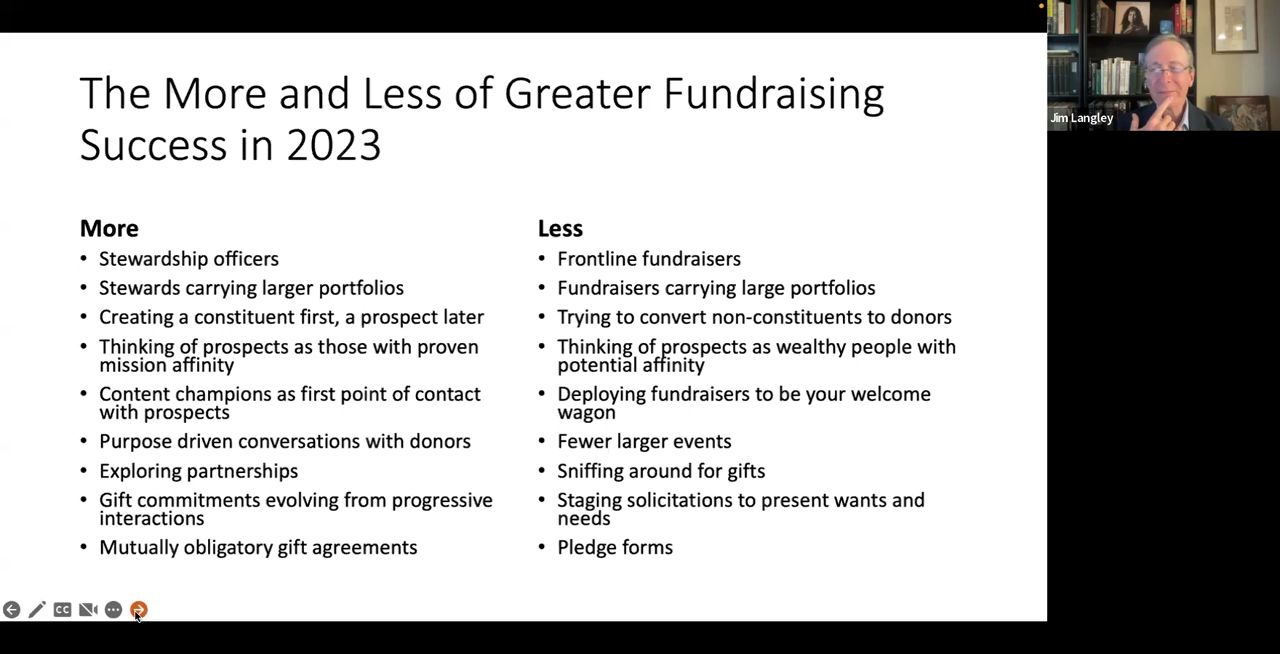 The More and Less of Greater Fundraising
Success in 2023
More
• Stewardship officers
• Stewards carrying larger portfolios
• Creating a constituent first, a prospect later
• Thinking of prospects as those with proven
mission affinity
• Content champions as first point of contact
with prospects
• Purpose driven conversations with donors
• Exploring partnerships
• Gift commitments evolving from progressive
interactions
• Mutually obligatory gift agreements
Less
• Frontline fundraisers
• Fundraisers carrying large portfolios
• Trying to convert non-constituents to donors
• Thinking of prospects as wealthy people with
potential affinity
• Deploying fundraisers to be your welcome
wagon
• Fewer larger events
• Sniffing around for gifts
• Staging solicitations to present wants and
needs
• Pledge forms
CC
Jim Langley